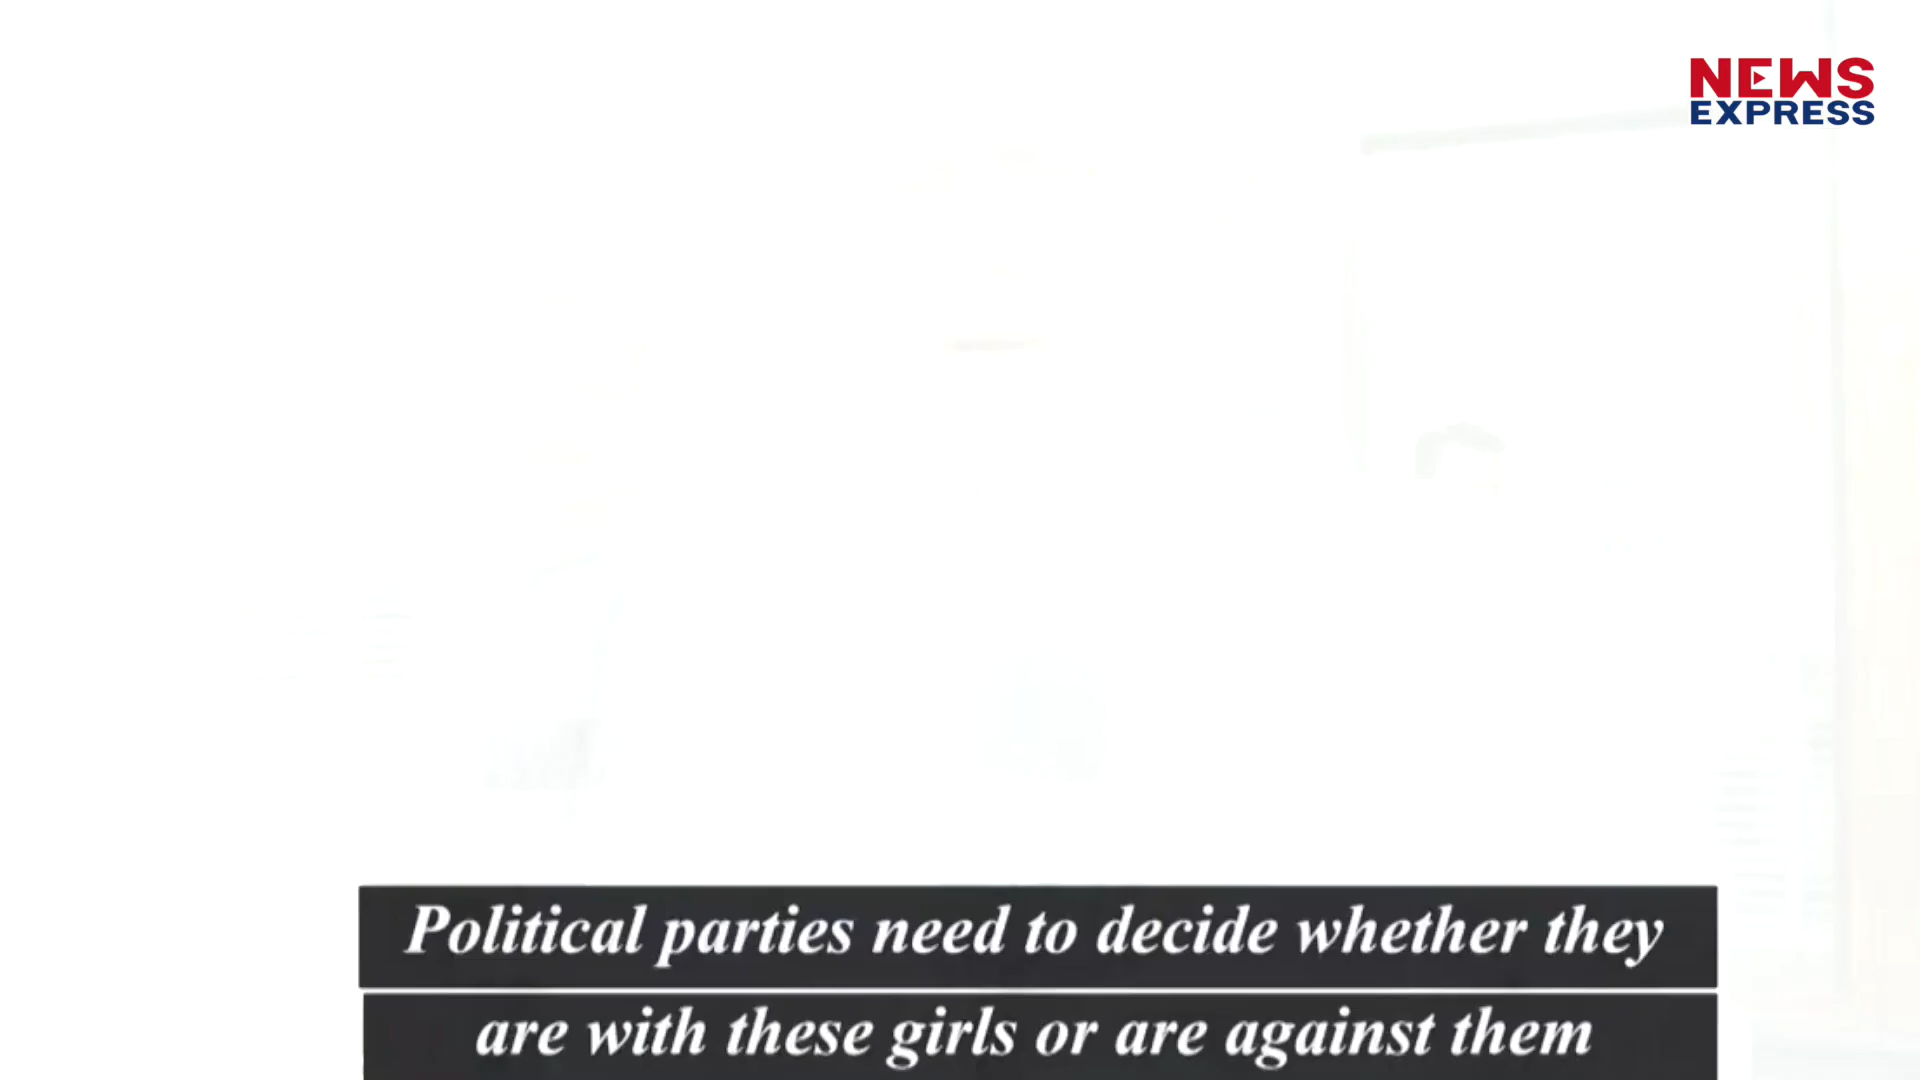 NEWS
EXPRESS
Political parties need to decide whether they
are with these girls or are against them